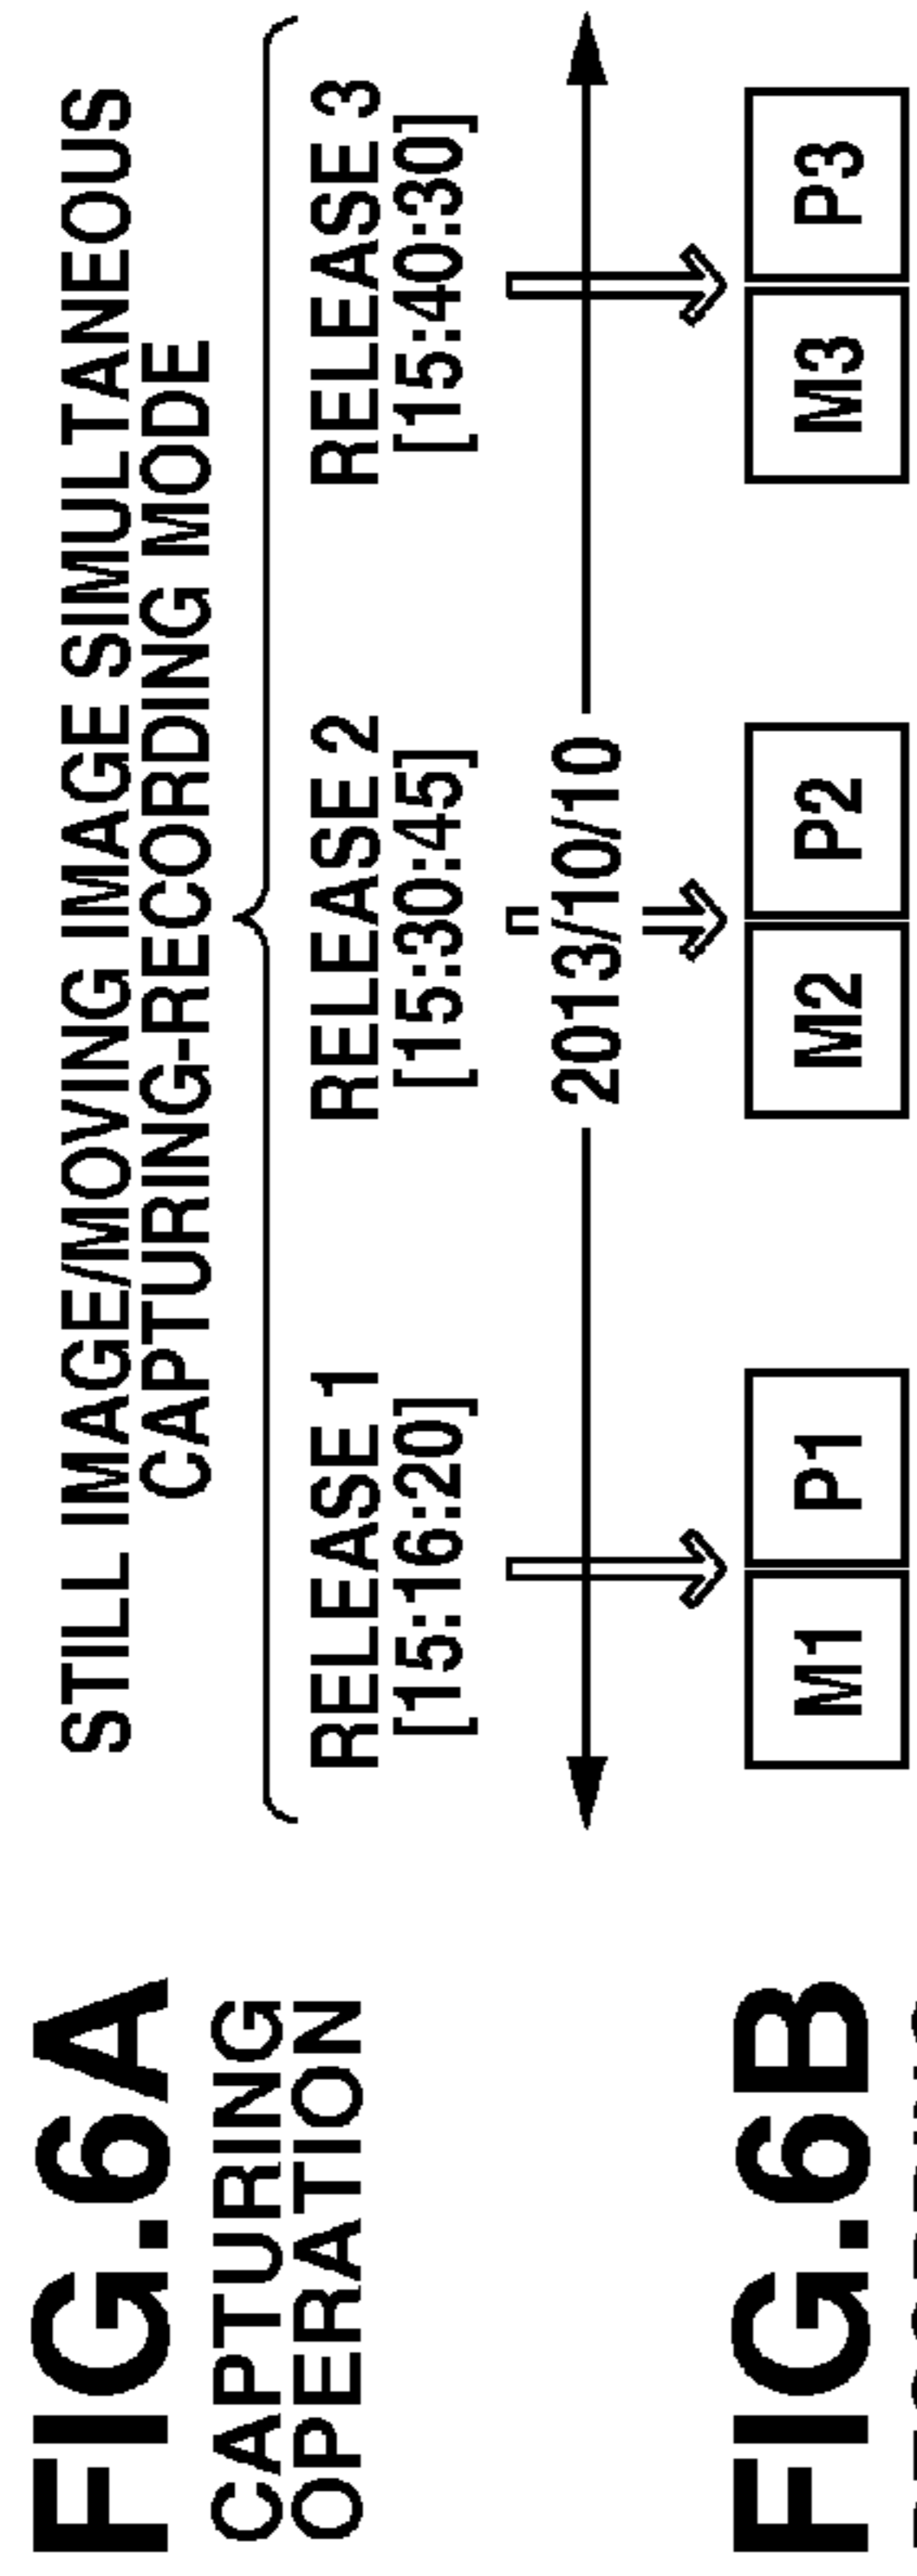 FIG.6A
CAPTURING
OPERATION
STILL IMAGE/MOVING IMAGE SIMULTANEOUS
CAPTURING-RECORDING MODE
RELEASE 1
[15:16:20]
RELEASE 2
[15:30:45]
RELEASE 3
[15:40:30]
2013/10/10
FIG.6B
M1 P1
M2 P2
M3 P3